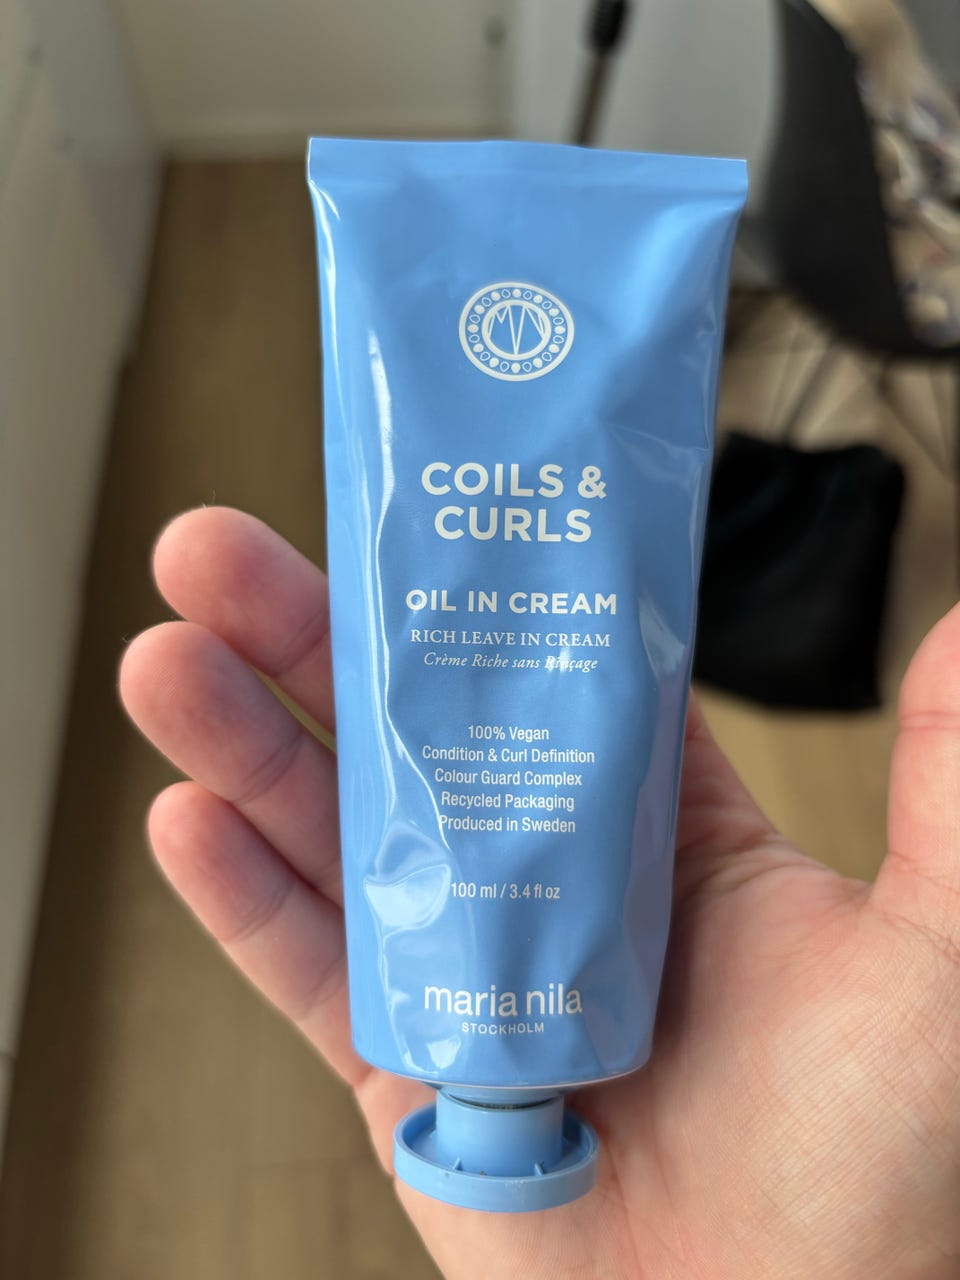 MN
COILS &
CURLS
OIL IN CREAM
RICH LEAVE IN CREAM
Crème Riche sans Rinçage
100% Vegan
Condition & Curl Definition
Colour Guard Complex
Recycled Packaging
Produced in Sweden
100 ml / 3.4 fl oz
maria nila
STOCKHOLM